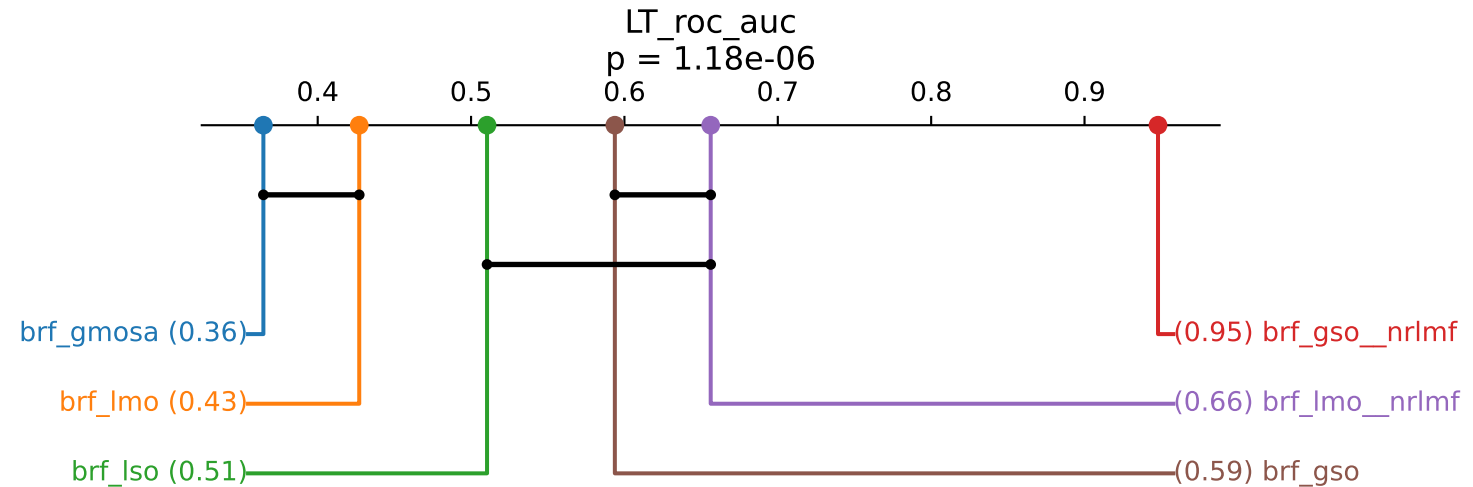 LT_roc_auc
p = 1.18e-06
0.4 0.5 0.6 0.7 0.8 0.9
brf_gmosa (0.36) (0.95) brf_gso__nrlmf
brf_lmo (0.43) (0.66) brf_lmo__nrlmf
brf_lso (0.51) (0.59) brf_gso